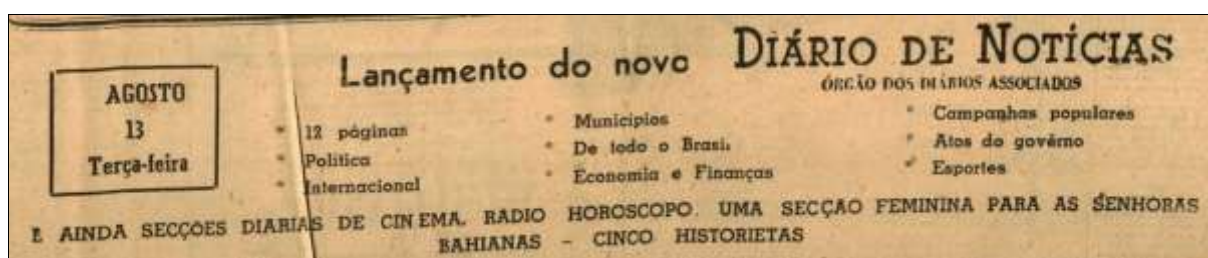 Lançamento do novo DIÁRIO DE NOTÍCIAS
ÓRGÃO DOS DIÁRIOS ASSOCIADOS
AGOSTO
13
Terça-feira
12 páginas
Politica
Internacional
Municipios
De todo o Brasil
Economia e Finanças
Campanhas populares
Atos do govêrno
Esportes
E AINDA SECÇOES DIARIAS DE CINEMA, RADIO HOROSCOPO. UMA SECÇAO FEMININA PARA AS SENHORAS
BAHIANAS - CINCO HISTORIETAS